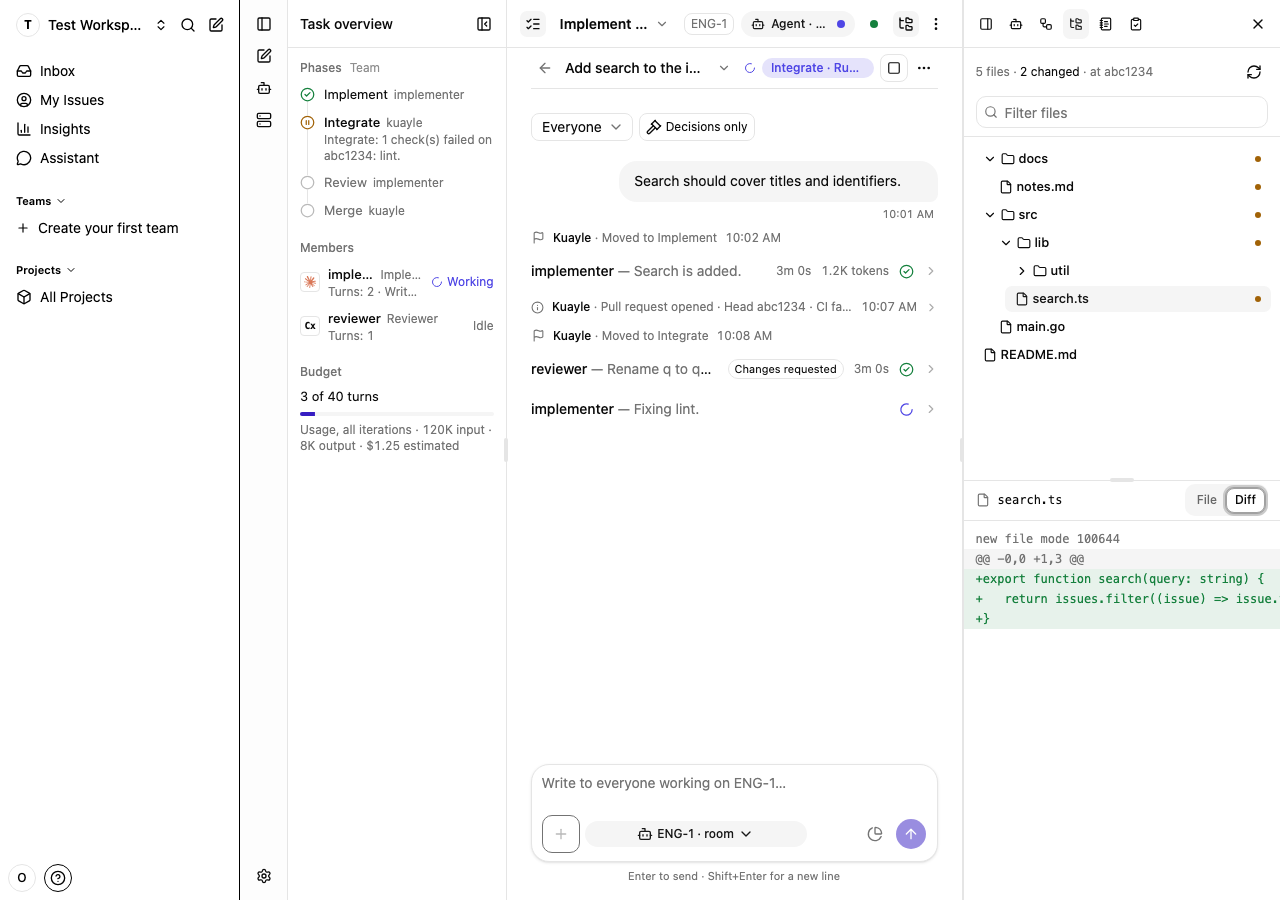 T Test Worksp...
Inbox
My Issues
Insights
Assistant
Teams
Create your first team
Projects
All Projects
O
Task overview
Phases Team
Implement implementer
Integrate kuayle
Integrate: 1 check(s) failed on
abc1234: lint.
Review implementer
Merge kuayle
Members
imple... Imple... Working
Turns: 2 · Writ...
Cx reviewer Reviewer Idle
Turns: 1
Budget
3 of 40 turns
Usage, all iterations · 120K input ·
8K output · $1.25 estimated
Implement ... ENG-1 Agent · ...
Add search to the i... Integrate · Ru...
Everyone Decisions only
Search should cover titles and identifiers.
10:01 AM
Kuayle · Moved to Implement 10:02 AM
implementer — Search is added. 3m 0s 1.2K tokens
Kuayle · Pull request opened · Head abc1234 · CI fa... 10:07 AM
Kuayle · Moved to Integrate 10:08 AM
reviewer — Rename q to q... Changes requested 3m 0s
implementer — Fixing lint.
Write to everyone working on ENG-1...
ENG-1 · room
Enter to send · Shift+Enter for a new line
5 files · 2 changed · at abc1234
Filter files
docs
notes.md
src
lib
util
search.ts
main.go
README.md
search.ts File Diff
new file mode 100644
@@ -0,0 +1,3 @@
+export function search(query: string) {
+   return issues.filter((issue) => issue.
+}